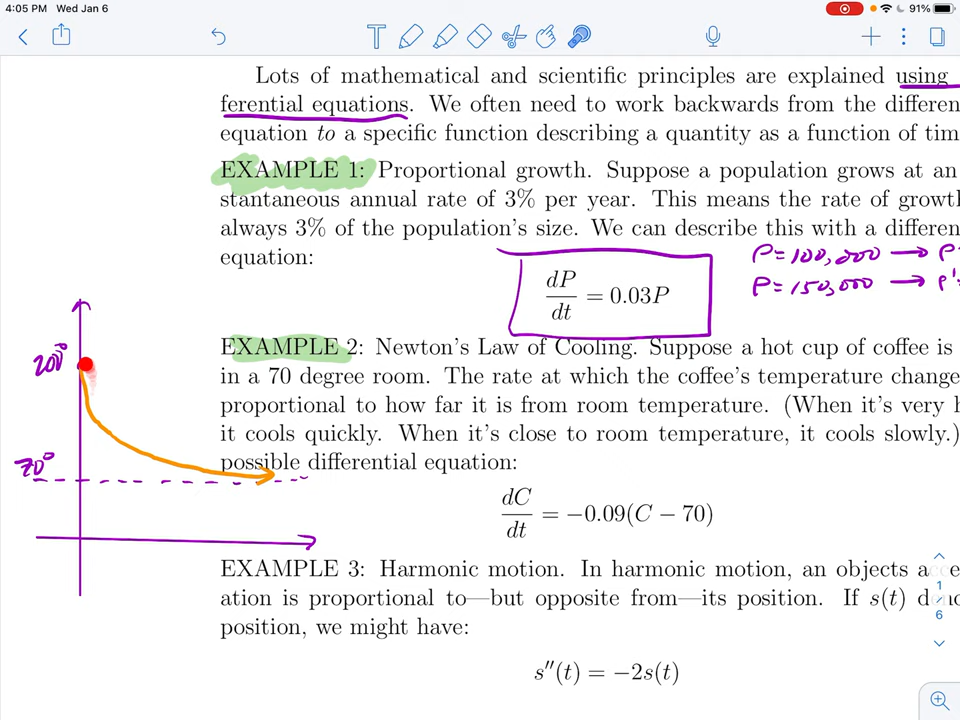 4:05 PM Wed Jan 6
91%
Lots of mathematical and scientific principles are explained using
ferential equations. We often need to work backwards from the differen
equation to a specific function describing a quantity as a function of tim
EXAMPLE 1: Proportional growth. Suppose a population grows at an
stantaneous annual rate of 3% per year. This means the rate of growt
always 3% of the population's size. We can describe this with a differen
equation:
P=100,000 → P'
P=150,000 → P'=
dP/dt = 0.03P
EXAMPLE 2: Newton's Law of Cooling. Suppose a hot cup of coffee is
200°
in a 70 degree room. The rate at which the coffee's temperature change
proportional to how far it is from room temperature. (When it's very h
it cools quickly. When it's close to room temperature, it cools slowly.)
70°
possible differential equation:
dC/dt = −0.09(C − 70)
EXAMPLE 3: Harmonic motion. In harmonic motion, an objects acce
ation is proportional to—but opposite from—its position. If s(t) deno
position, we might have:
s″(t) = −2s(t)
1
6